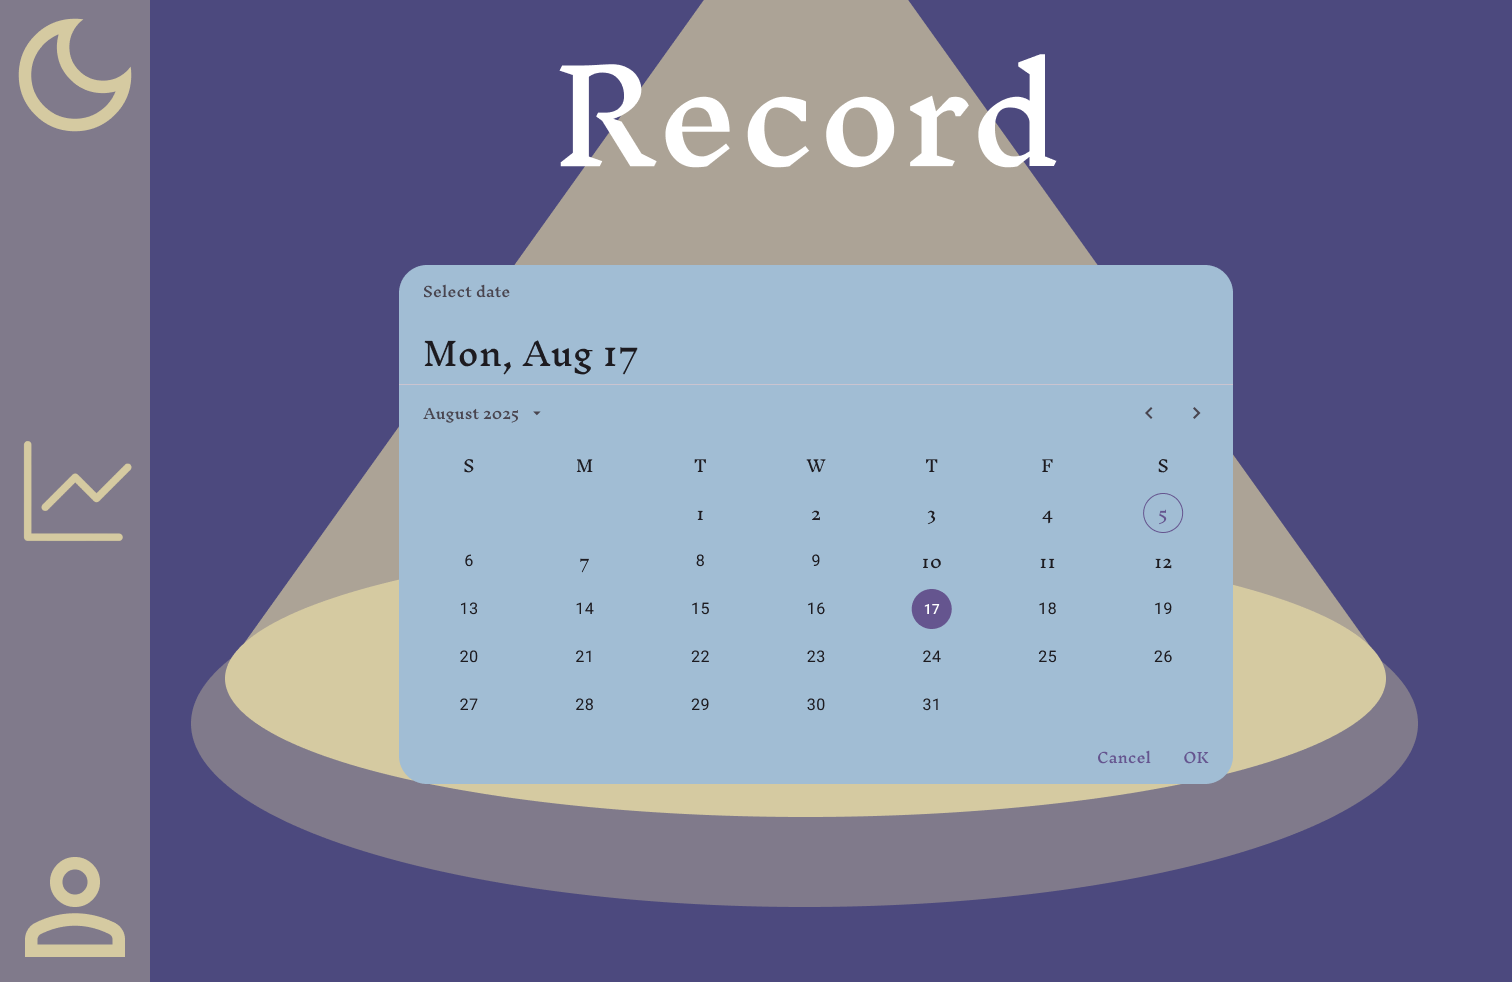 Record
Select date
Mon, Aug 17
August 2025
S M T W T F S
1 2 3 4 5
6 7 8 9 10 11 12
13 14 15 16 17 18 19
20 21 22 23 24 25 26
27 28 29 30 31
Cancel OK